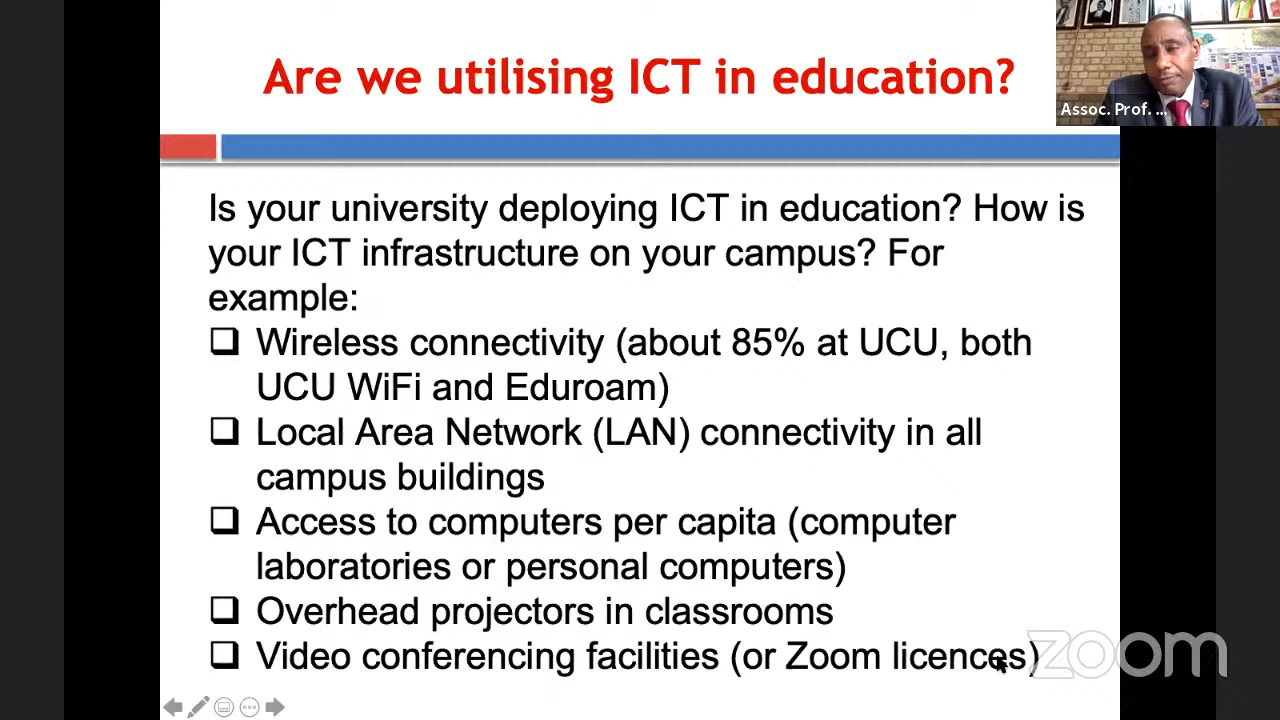 Are we utilising ICT in education?
Assoc. Prof. ...
Is your university deploying ICT in education? How is
your ICT infrastructure on your campus? For
example:
Wireless connectivity (about 85% at UCU, both
UCU WiFi and Eduroam)
Local Area Network (LAN) connectivity in all
campus buildings
Access to computers per capita (computer
laboratories or personal computers)
Overhead projectors in classrooms
Video conferencing facilities (or Zoom licences)
zoom